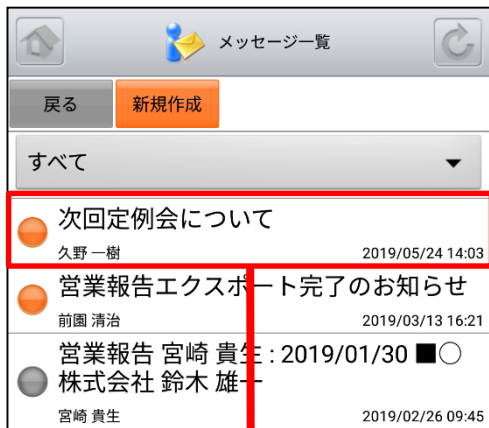 メッセージ一覧
戻る
新規作成
すべて
次回定例会について
久野 一樹
2019/05/24 14:03
営業報告エクスポート完了のお知らせ
前園 清治
2019/03/13 16:21
営業報告 宮崎 貴生 : 2019/01/30 ■○
株式会社 鈴木 雄一
宮崎 貴生
2019/02/26 09:45